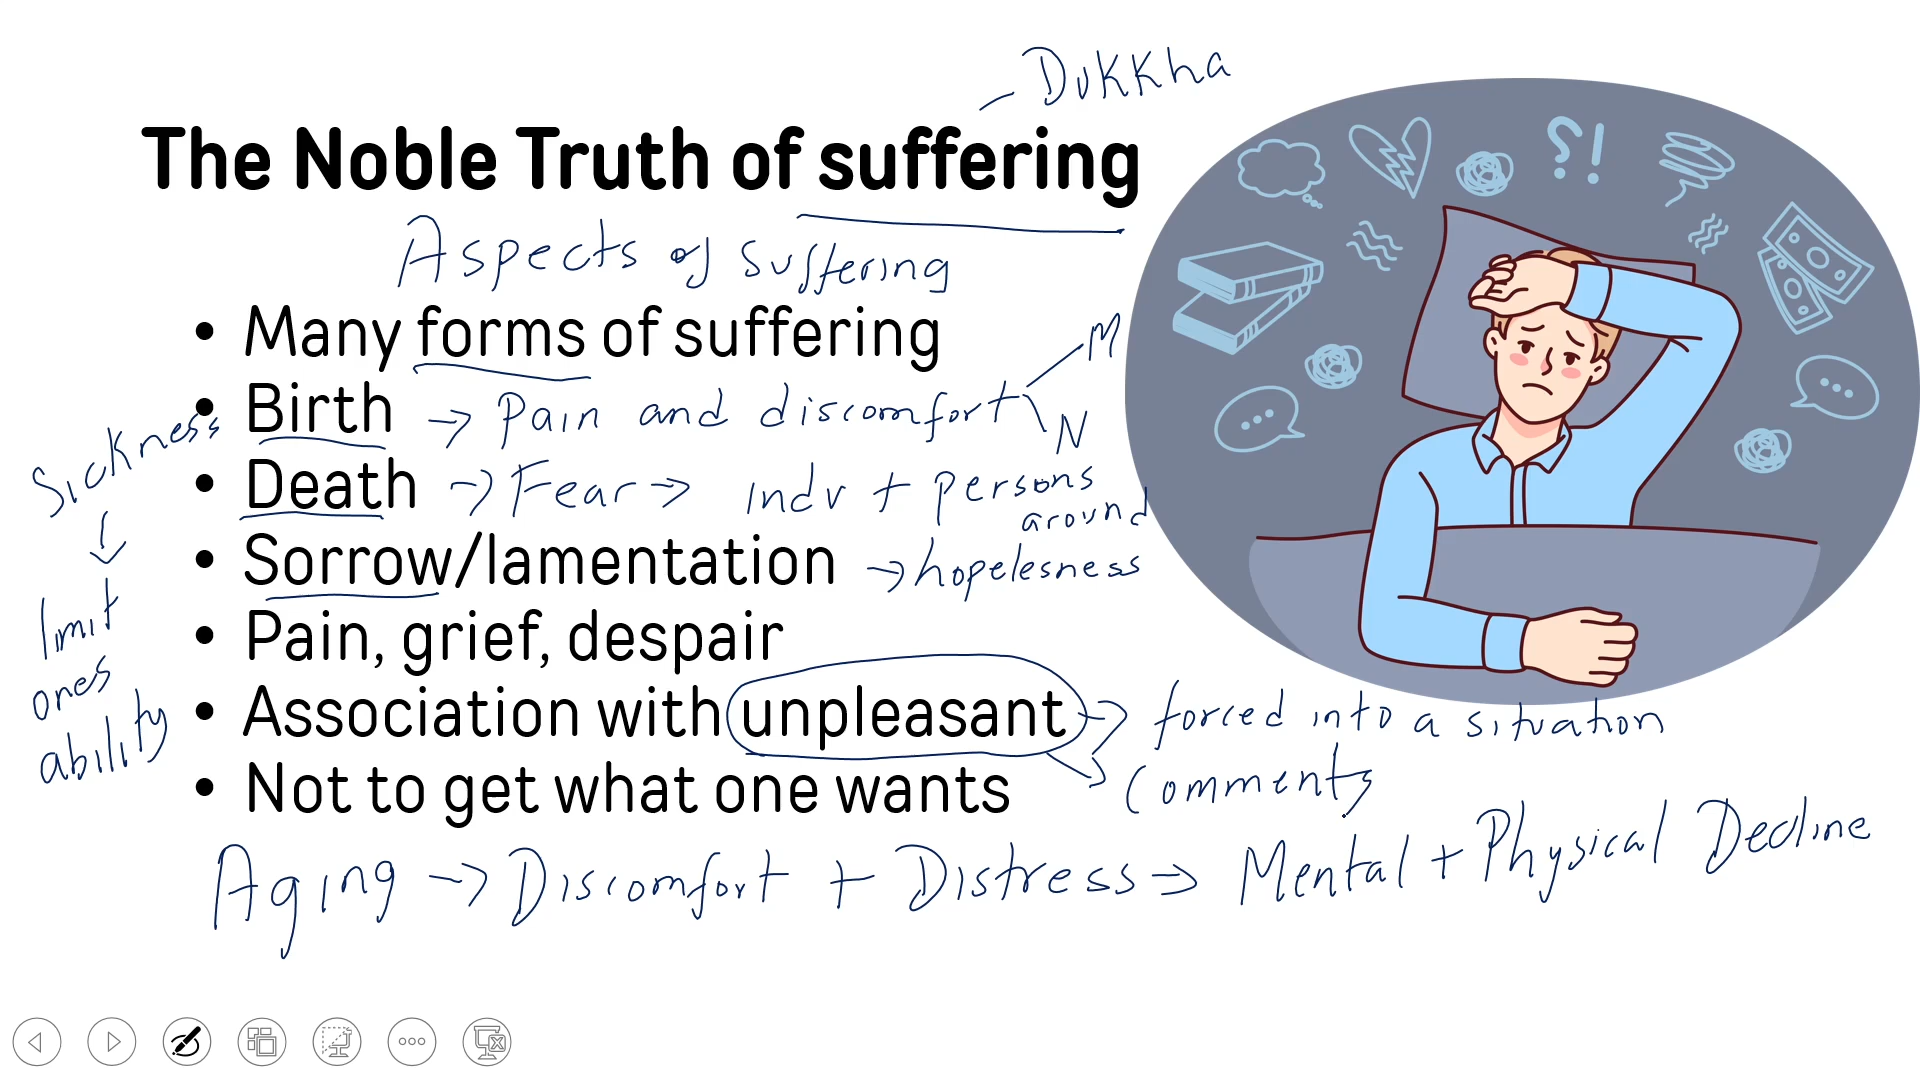 - Dukkha
The Noble Truth of suffering
Aspects of suffering
• Many forms of suffering
• Birth → Pain and discomfort M
N
• Death → Fear → indv + persons
around
• Sorrow/lamentation → hopelesness
• Pain, grief, despair
• Association with unpleasant → forced into a situation
→ Comments
• Not to get what one wants
Aging → Discomfort + Distress → Mental + Physical Decline
Sickness
↓
limit
ones
ability
?!